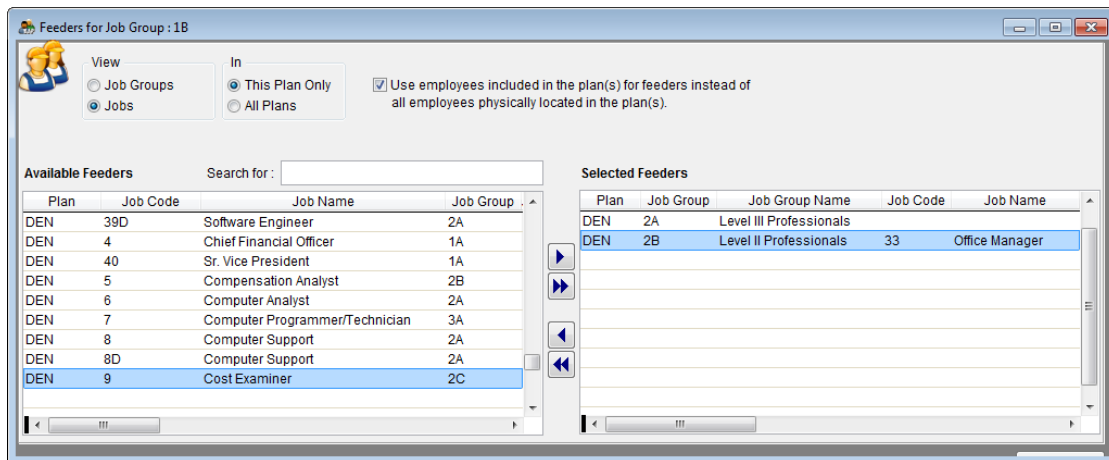 Feeders for Job Group : 1B
View
Job Groups
Jobs
In
This Plan Only
All Plans
Use employees included in the plan(s) for feeders instead of
all employees physically located in the plan(s).
Available Feeders Search for :
Plan Job Code Job Name Job Group
DEN 39D Software Engineer 2A
DEN 4 Chief Financial Officer 1A
DEN 40 Sr. Vice President 1A
DEN 5 Compensation Analyst 2B
DEN 6 Computer Analyst 2A
DEN 7 Computer Programmer/Technician 3A
DEN 8 Computer Support 2A
DEN 8D Computer Support 2A
DEN 9 Cost Examiner 2C
Selected Feeders
Plan Job Group Job Group Name Job Code Job Name
DEN 2A Level III Professionals
DEN 2B Level II Professionals 33 Office Manager